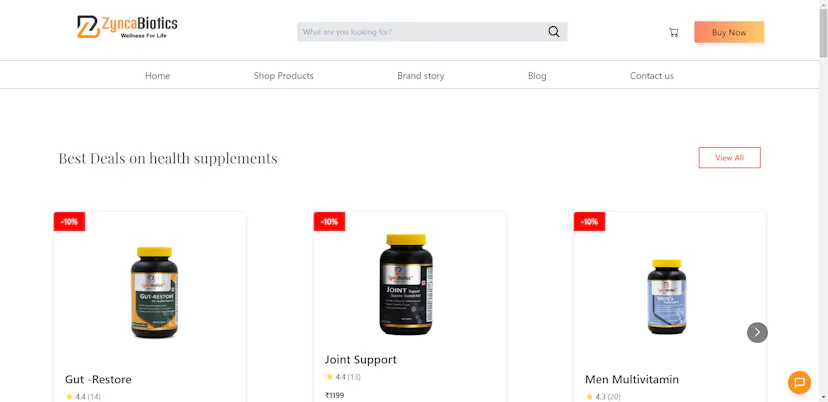 ZyncaBiotics
Wellness For Life
What are you looking for?
Buy Now
Home Shop Products Brand story Blog Contact us
Best Deals on health supplements
View All
-10% -10% -10%
ZyncaBiotics
GUT-RESTORE
JOINT Support
MEN'S
Gut -Restore
4.4 (14)
Joint Support
4.4 (13)
₹1199
Men Multivitamin
4.3 (20)